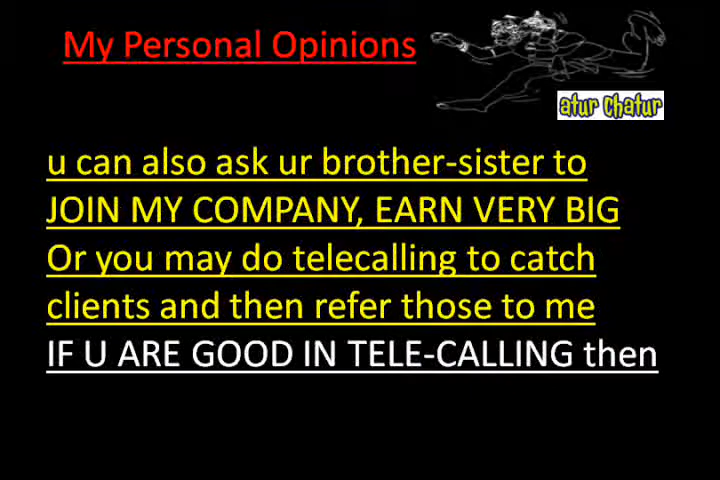 My Personal Opinions
atur Chatur
u can also ask ur brother-sister to
JOIN MY COMPANY, EARN VERY BIG
Or you may do telecalling to catch
clients and then refer those to me
IF U ARE GOOD IN TELE-CALLING then